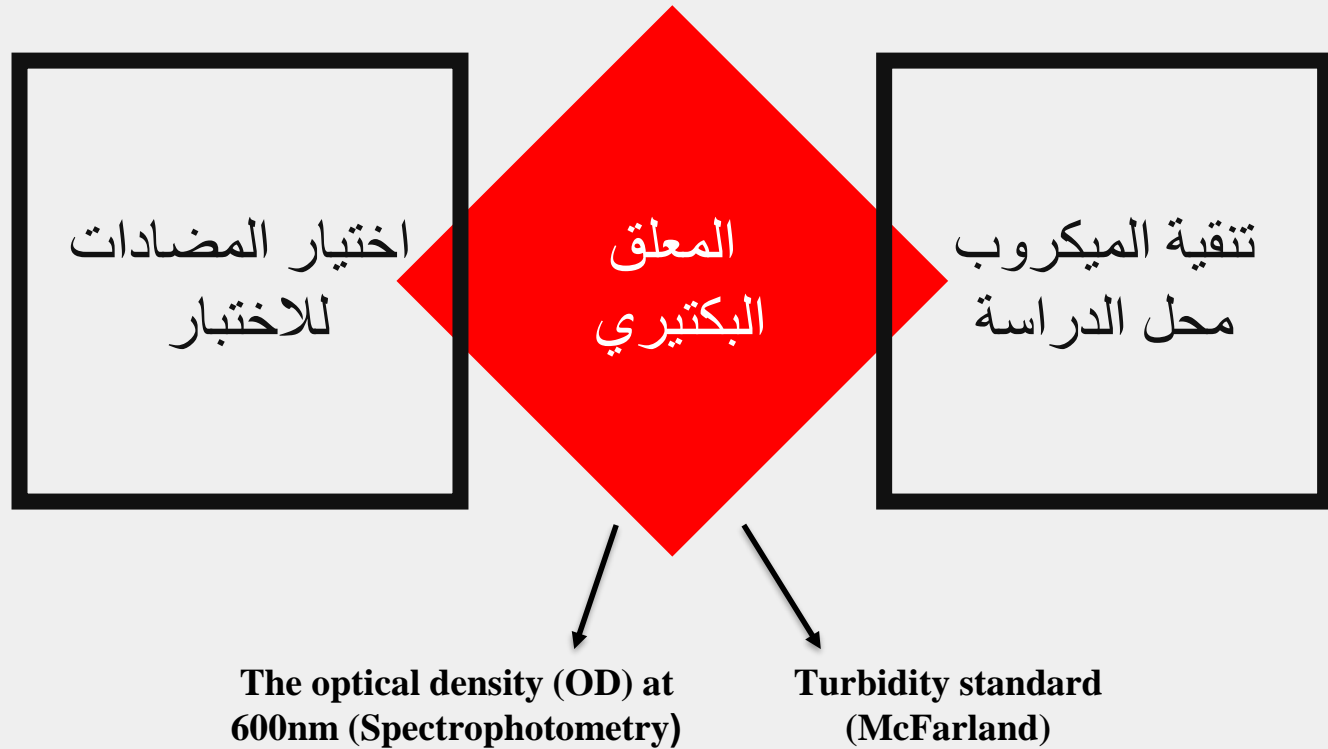 تنقية الميكروب
محل الدراسة
المعلق
البكتيري
اختيار المضادات
للاختبار
The optical density (OD) at
600nm (Spectrophotometry)
Turbidity standard
(McFarland)